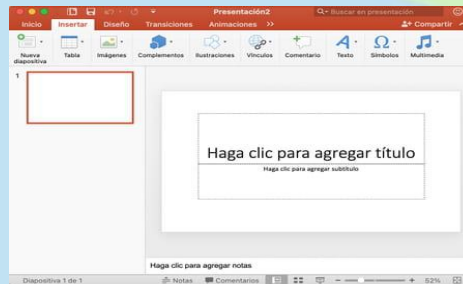 Presentación2
Buscar en presentación
Inicio Insertar Diseño Transiciones Animaciones >> Compartir
Nueva diapositiva Tabla Imágenes Complementos Ilustraciones Vínculos Comentario Texto Símbolos Multimedia
1
Haga clic para agregar título
Haga clic para agregar subtítulo
Haga clic para agregar notas
Diapositiva 1 de 1 Notas Comentarios 52%